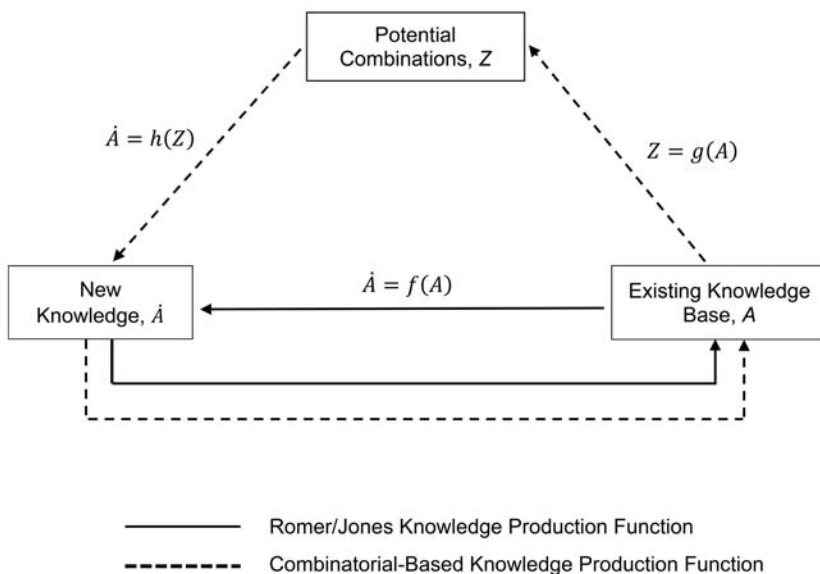 Potential
Combinations, Z
Ȧ = h(Z)
Z = g(A)
New
Knowledge, Ȧ
Ȧ = f(A)
Existing Knowledge
Base, A
Romer/Jones Knowledge Production Function
Combinatorial-Based Knowledge Production Function